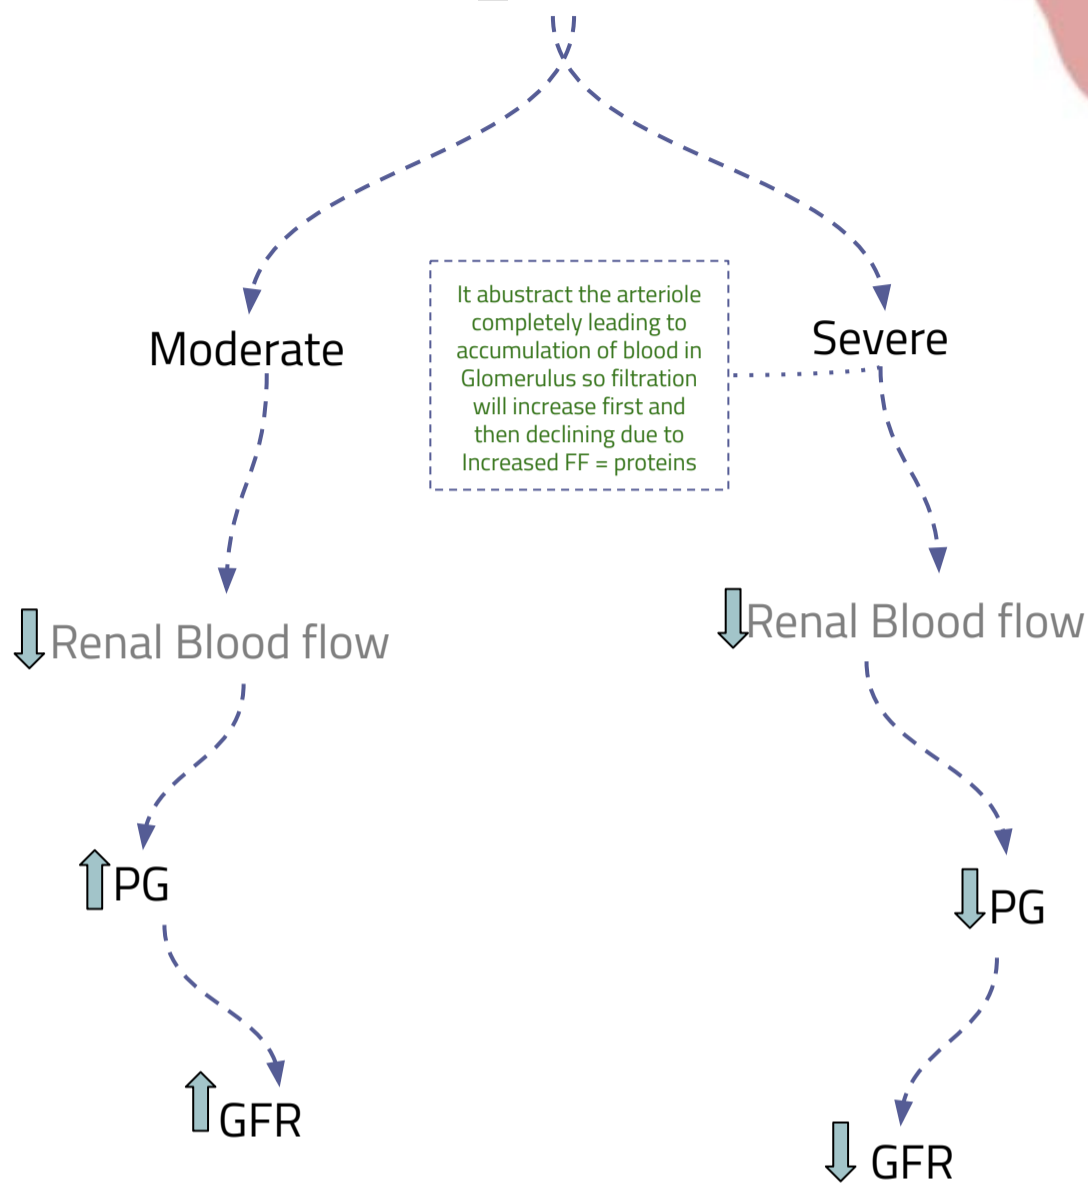 Moderate
Severe
It abustract the arteriole
completely leading to
accumulation of blood in
Glomerulus so filtration
will increase first and
then declining due to
Increased FF = proteins
Renal Blood flow
Renal Blood flow
PG
PG
GFR
GFR